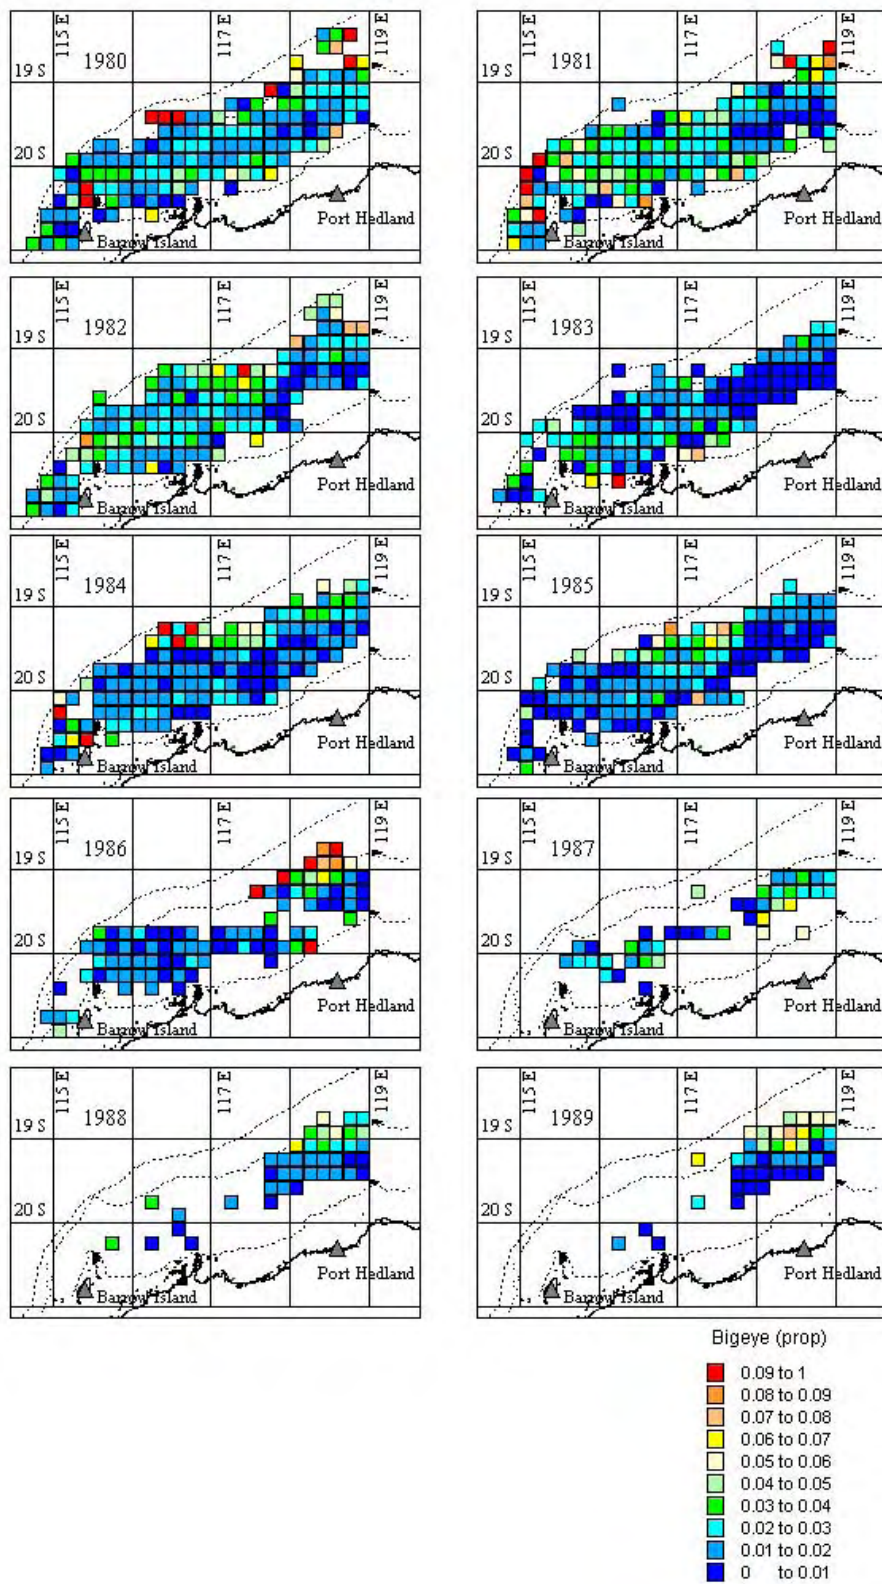 115 E
117 E
119 E
1980
19 S
20 S
Port Hedland
Barrow Island
115 E
117 E
119 E
1981
19 S
20 S
Port Hedland
Barrow Island
115 E
117 E
119 E
1982
19 S
20 S
Port Hedland
Barrow Island
115 E
117 E
119 E
1983
19 S
20 S
Port Hedland
Barrow Island
115 E
117 E
119 E
1984
19 S
20 S
Port Hedland
Barrow Island
115 E
117 E
119 E
1985
19 S
20 S
Port Hedland
Barrow Island
115 E
117 E
119 E
1986
19 S
20 S
Port Hedland
Barrow Island
115 E
117 E
119 E
1987
19 S
20 S
Port Hedland
Barrow Island
115 E
117 E
119 E
1988
19 S
20 S
Port Hedland
Barrow Island
115 E
117 E
119 E
1989
19 S
20 S
Port Hedland
Barrow Island
Bigeye (prop)
0.09 to 1
0.08 to 0.09
0.07 to 0.08
0.06 to 0.07
0.05 to 0.06
0.04 to 0.05
0.03 to 0.04
0.02 to 0.03
0.01 to 0.02
0 to 0.01